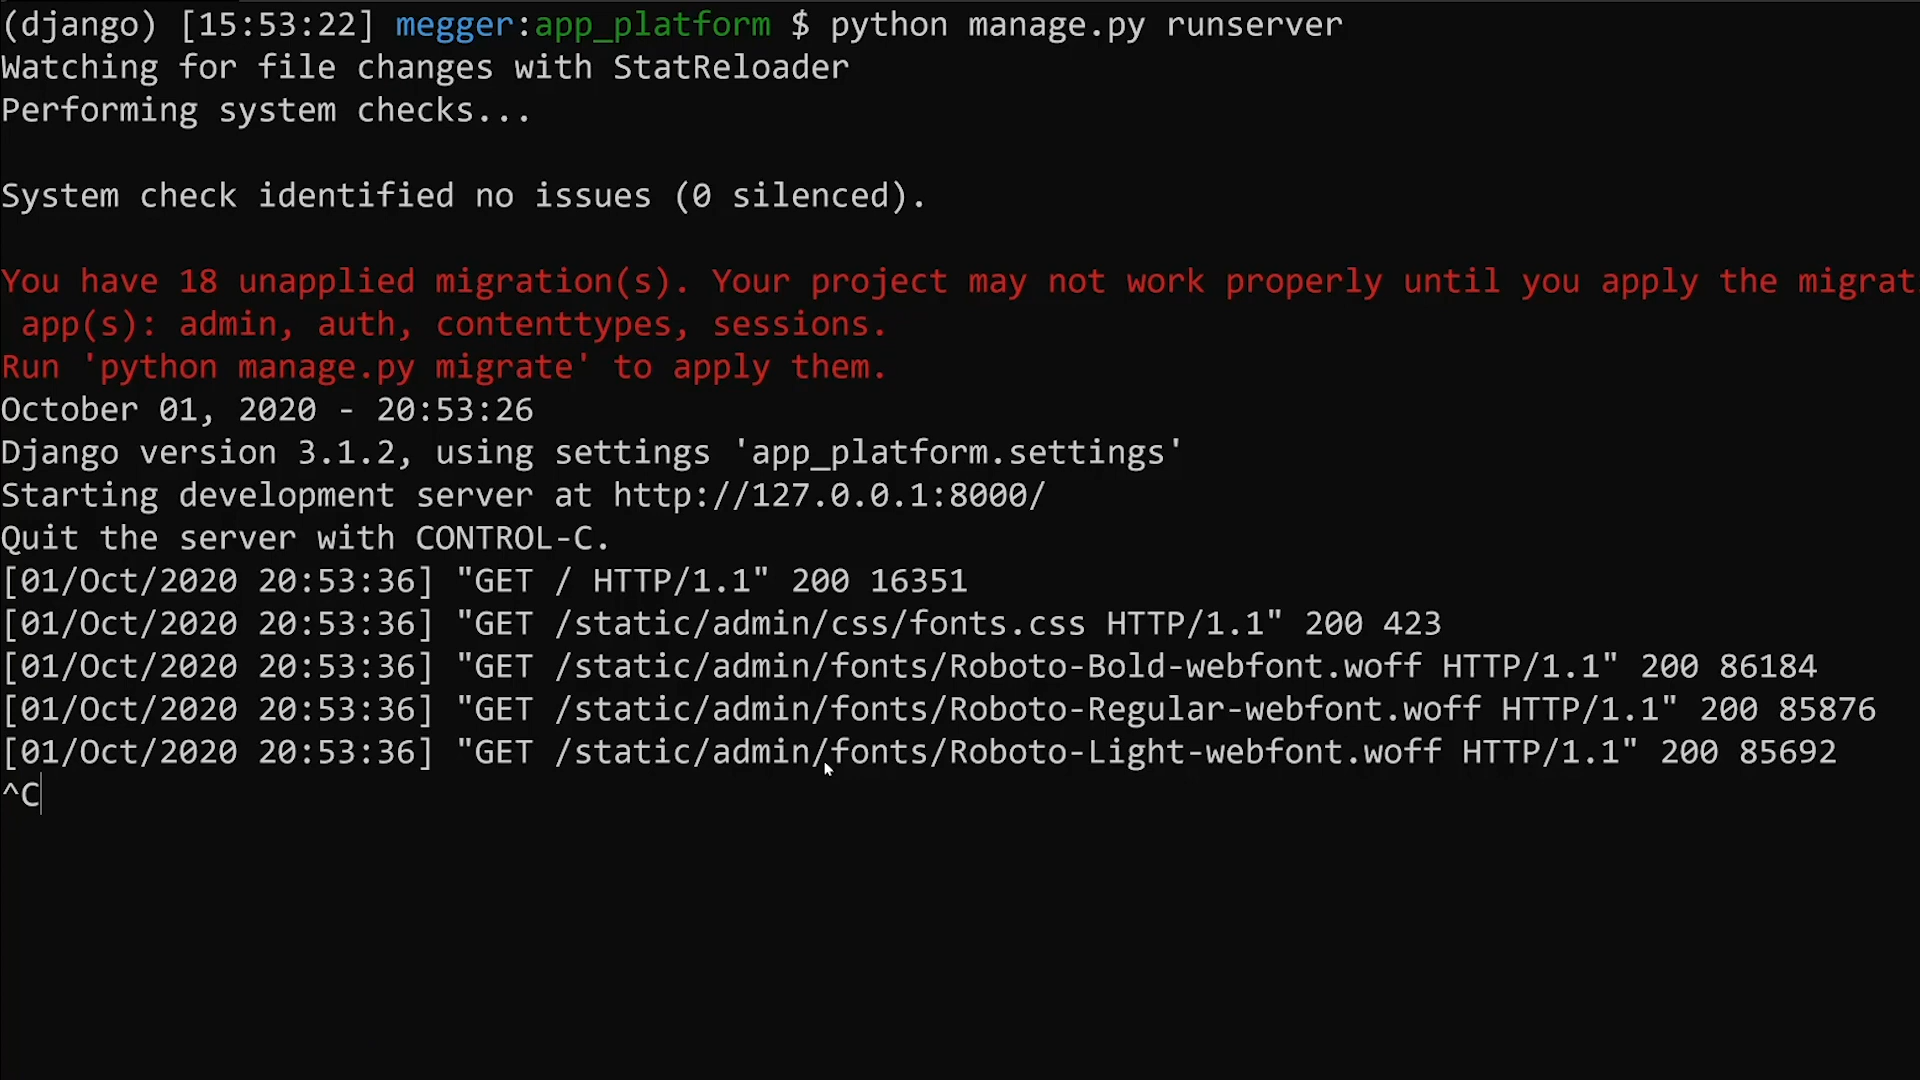 (django) [15:53:22] megger:app_platform $ python manage.py runserver
Watching for file changes with StatReloader
Performing system checks...
System check identified no issues (0 silenced).
You have 18 unapplied migration(s). Your project may not work properly until you apply the migrat
app(s): admin, auth, contenttypes, sessions.
Run 'python manage.py migrate' to apply them.
October 01, 2020 - 20:53:26
Django version 3.1.2, using settings 'app_platform.settings'
Starting development server at http://127.0.0.1:8000/
Quit the server with CONTROL-C.
[01/Oct/2020 20:53:36] "GET / HTTP/1.1" 200 16351
[01/Oct/2020 20:53:36] "GET /static/admin/css/fonts.css HTTP/1.1" 200 423
[01/Oct/2020 20:53:36] "GET /static/admin/fonts/Roboto-Bold-webfont.woff HTTP/1.1" 200 86184
[01/Oct/2020 20:53:36] "GET /static/admin/fonts/Roboto-Regular-webfont.woff HTTP/1.1" 200 85876
[01/Oct/2020 20:53:36] "GET /static/admin/fonts/Roboto-Light-webfont.woff HTTP/1.1" 200 85692
^C